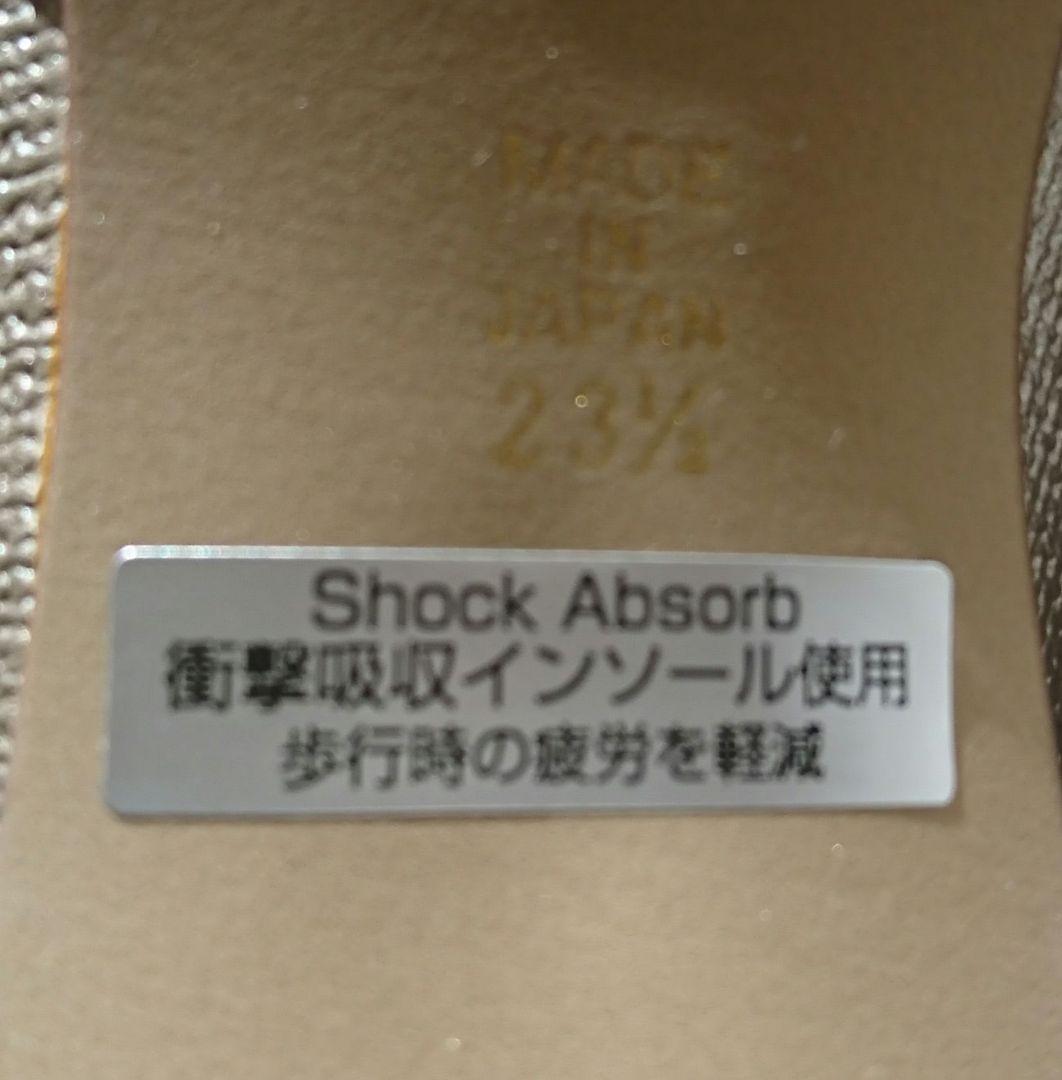 MADE
IN
JAPAN
23½
Shock Absorb
衝撃吸収インソール使用
歩行時の疲労を軽減